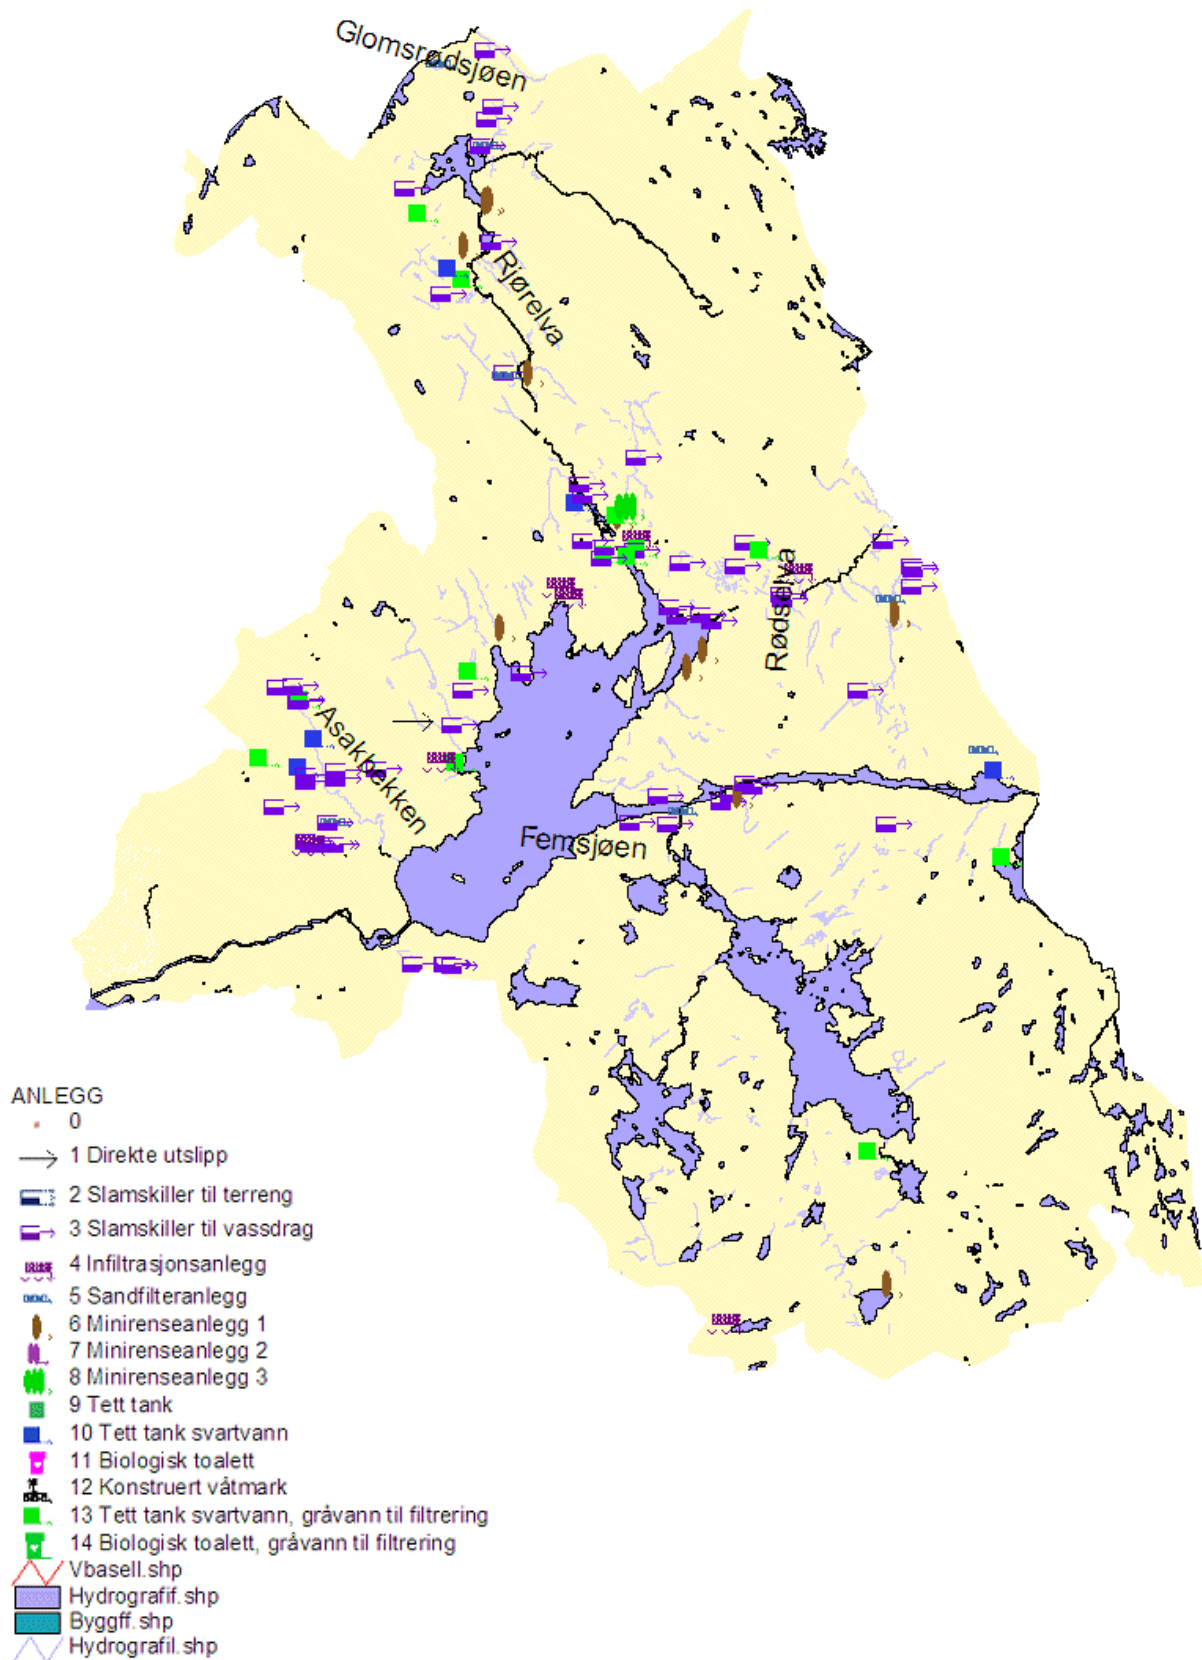 Glomsrødsjøen
Rjørelva
Rødselva
Asakbekken
Femsjøen
ANLEGG
0
1 Direkte utslipp
2 Slamskiller til terreng
3 Slamskiller til vassdrag
4 Infiltrasjonsanlegg
5 Sandfilteranlegg
6 Minirenseanlegg 1
7 Minirenseanlegg 2
8 Minirenseanlegg 3
9 Tett tank
10 Tett tank svartvann
11 Biologisk toalett
12 Konstruert våtmark
13 Tett tank svartvann, gråvann til filtrering
14 Biologisk toalett, gråvann til filtrering
Vbasell.shp
Hydrografif.shp
Byggff.shp
Hydrografil.shp